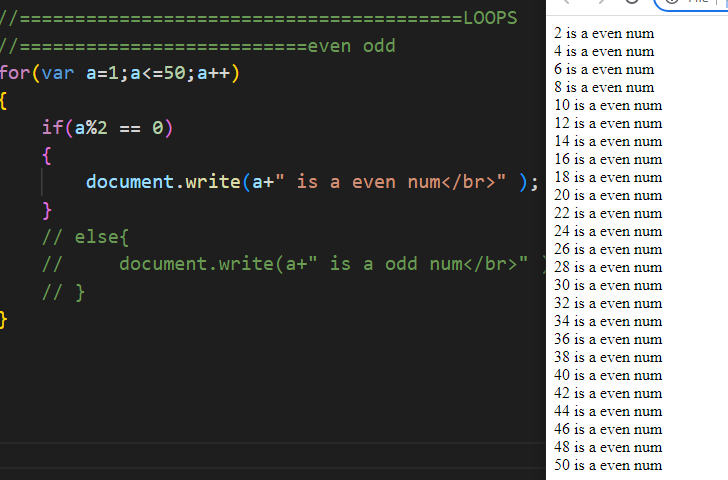 //========================================LOOPS
//==========================even odd
for(var a=1;a<=50;a++)
{
if(a%2 == 0)
{
document.write(a+" is a even num</br>" );
}
// else{
// document.write(a+" is a odd num</br>" )
// }
}
2 is a even num
4 is a even num
6 is a even num
8 is a even num
10 is a even num
12 is a even num
14 is a even num
16 is a even num
18 is a even num
20 is a even num
22 is a even num
24 is a even num
26 is a even num
28 is a even num
30 is a even num
32 is a even num
34 is a even num
36 is a even num
38 is a even num
40 is a even num
42 is a even num
44 is a even num
46 is a even num
48 is a even num
50 is a even num